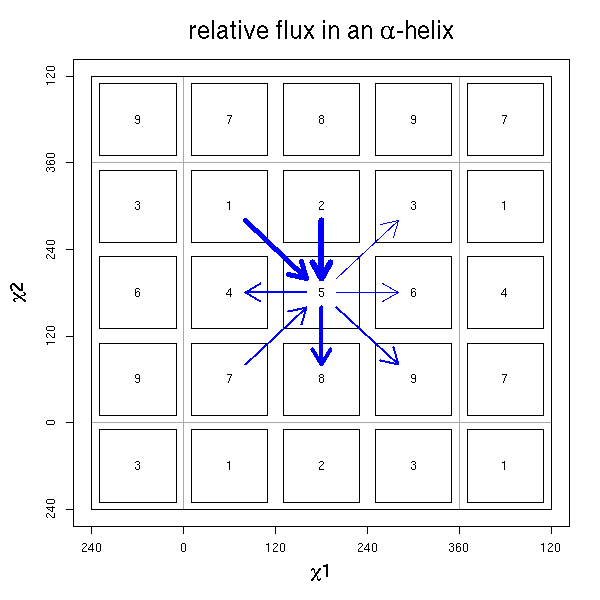 relative flux in an α-helix
120
9 7 8 9 7
360
3 1 2 3 1
240
χ2
6 4 5 6 4
120
9 7 8 9 7
0
3 1 2 3 1
240
240 0 120 240 360 120
χ1